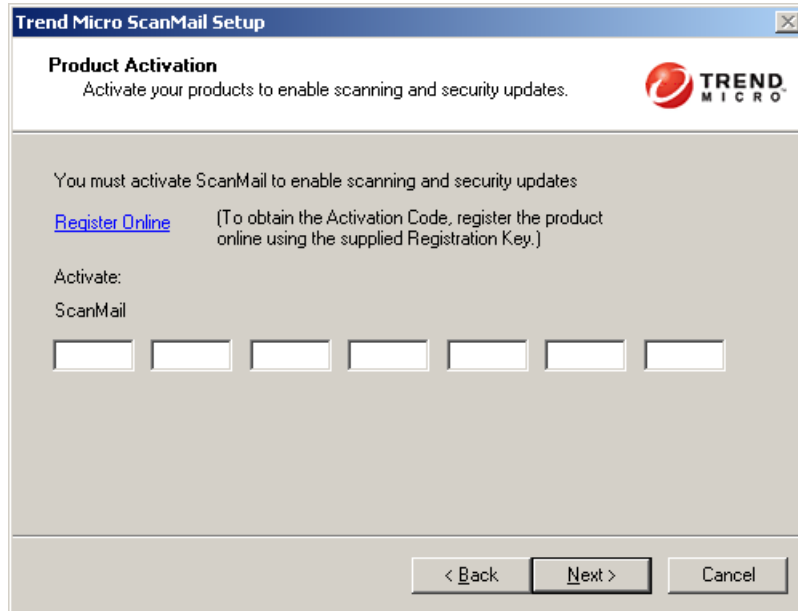 Trend Micro ScanMail Setup
Product Activation
Activate your products to enable scanning and security updates.
TREND
MICRO
You must activate ScanMail to enable scanning and security updates
Register Online
(To obtain the Activation Code, register the product
online using the supplied Registration Key.)
Activate:
ScanMail
< Back
Next >
Cancel